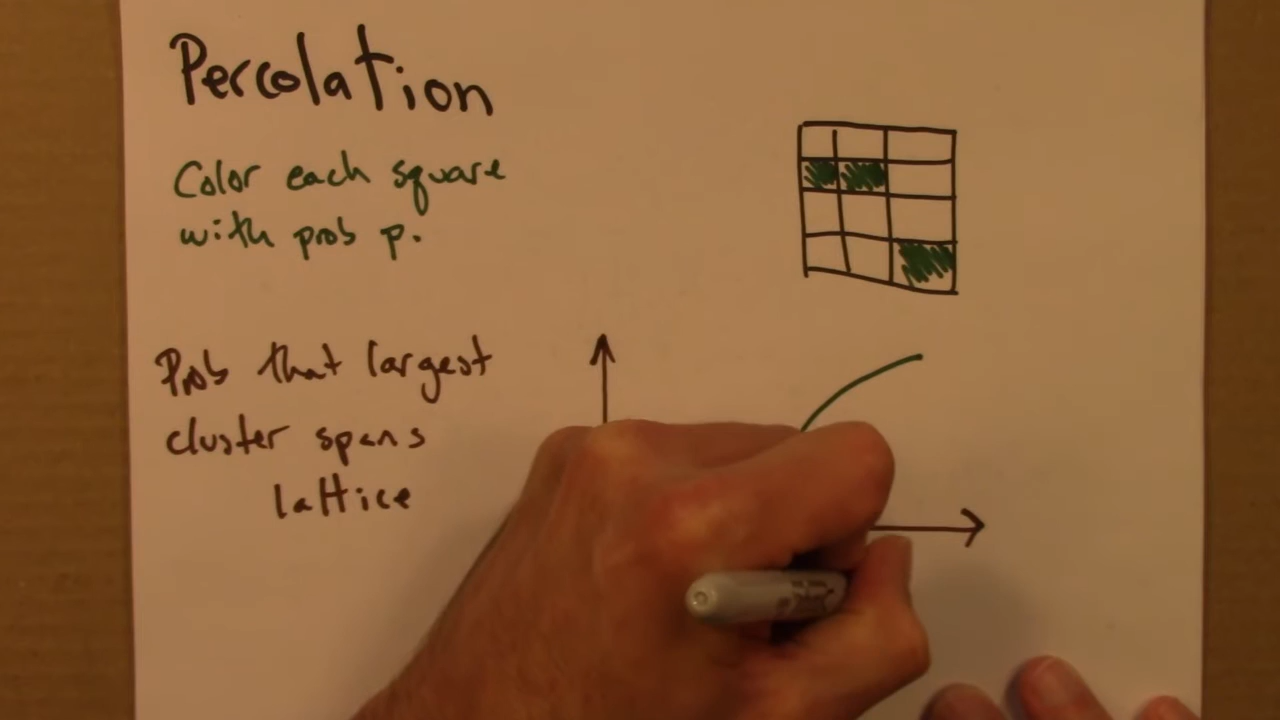 Percolation
Color each square
with prob p.
Prob that largest
cluster spans
lattice